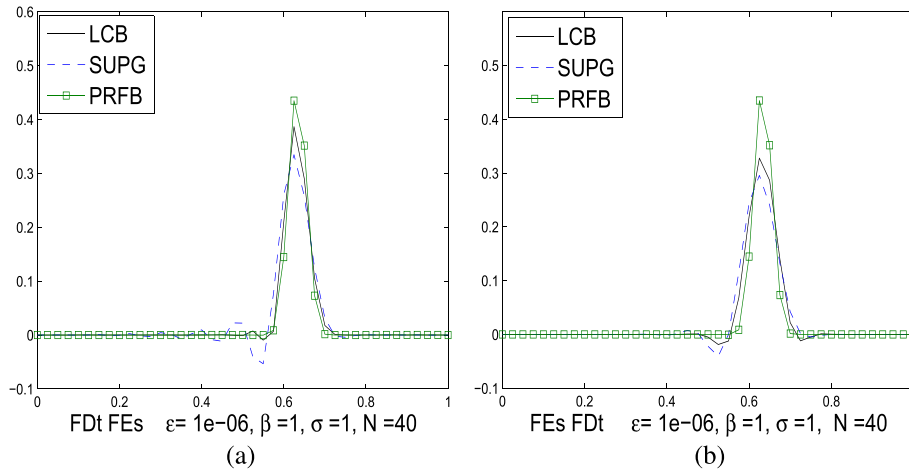 LCB
SUPG
PRFB
0.6
0.5
0.4
0.3
0.2
0.1
0
−0.1
0 0.2 0.4 0.6 0.8 1
FDt FEs ε= 1e−06, β =1, σ =1, N =40
(a)
LCB
SUPG
PRFB
0.5
0.4
0.3
0.2
0.1
0
−0.1
0 0.2 0.4 0.6 0.8
FEs FDt ε= 1e−06, β =1, σ =1, N =40
(b)